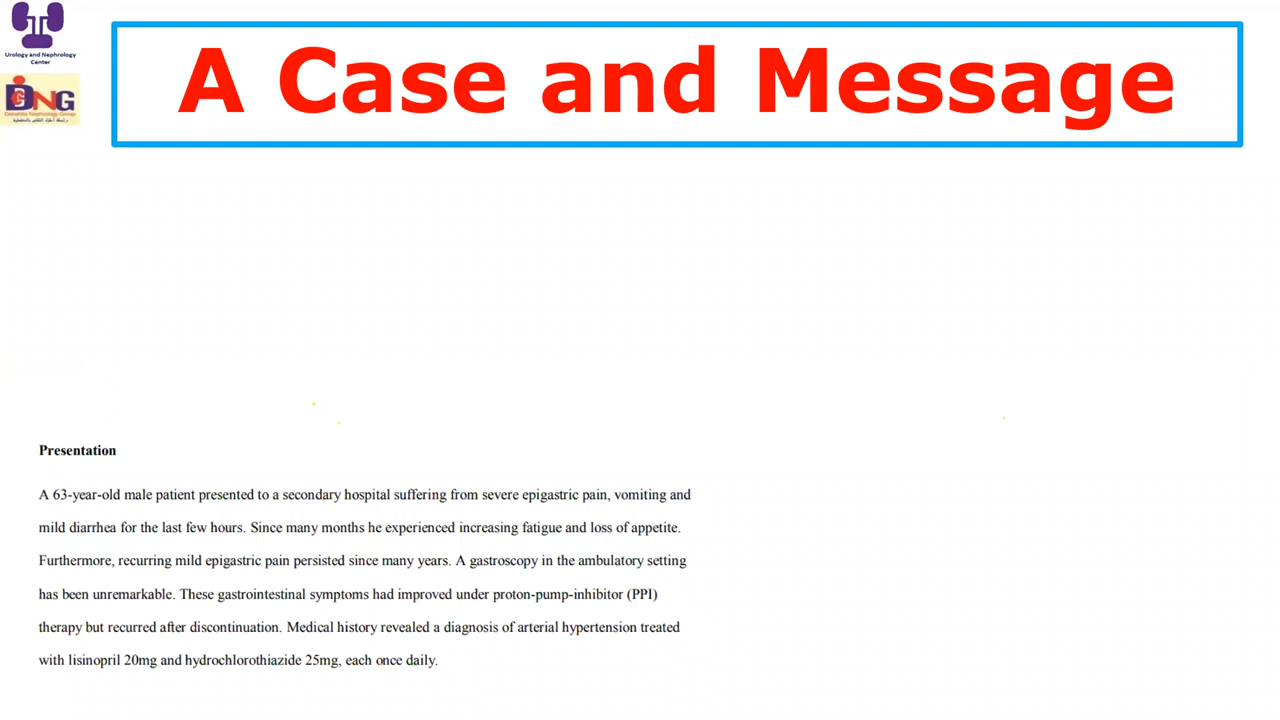 Urology and Nephrology
Center
DNG
Dakahlia Nephrology Group
A Case and Message
Presentation
A 63-year-old male patient presented to a secondary hospital suffering from severe epigastric pain, vomiting and
mild diarrhea for the last few hours. Since many months he experienced increasing fatigue and loss of appetite.
Furthermore, recurring mild epigastric pain persisted since many years. A gastroscopy in the ambulatory setting
has been unremarkable. These gastrointestinal symptoms had improved under proton-pump-inhibitor (PPI)
therapy but recurred after discontinuation. Medical history revealed a diagnosis of arterial hypertension treated
with lisinopril 20mg and hydrochlorothiazide 25mg, each once daily.